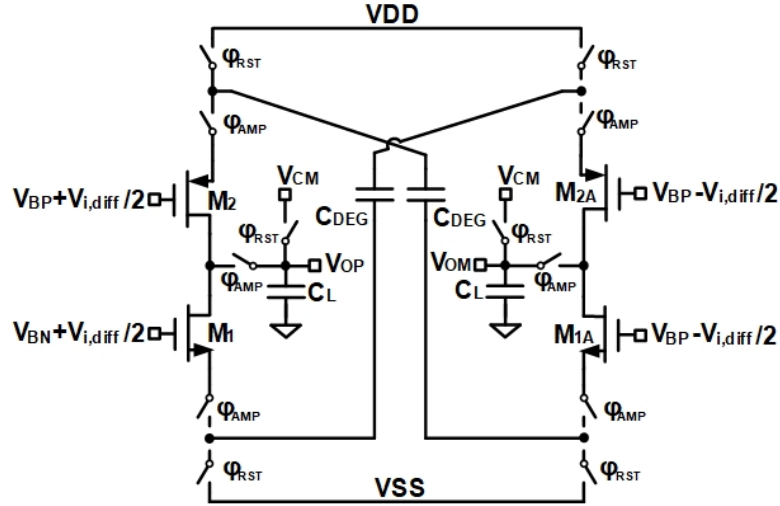 VDD
φRST
φRST
φAMP
φAMP
VCM
VCM
VBP+Vi,diff/2
M2
CDEG
CDEG
M2A
VBP-Vi,diff/2
φRST
φRST
VOP
VOM
φAMP
φAMP
CL
CL
VBN+Vi,diff/2
M1
M1A
VBP-Vi,diff/2
φAMP
φAMP
φRST
φRST
VSS